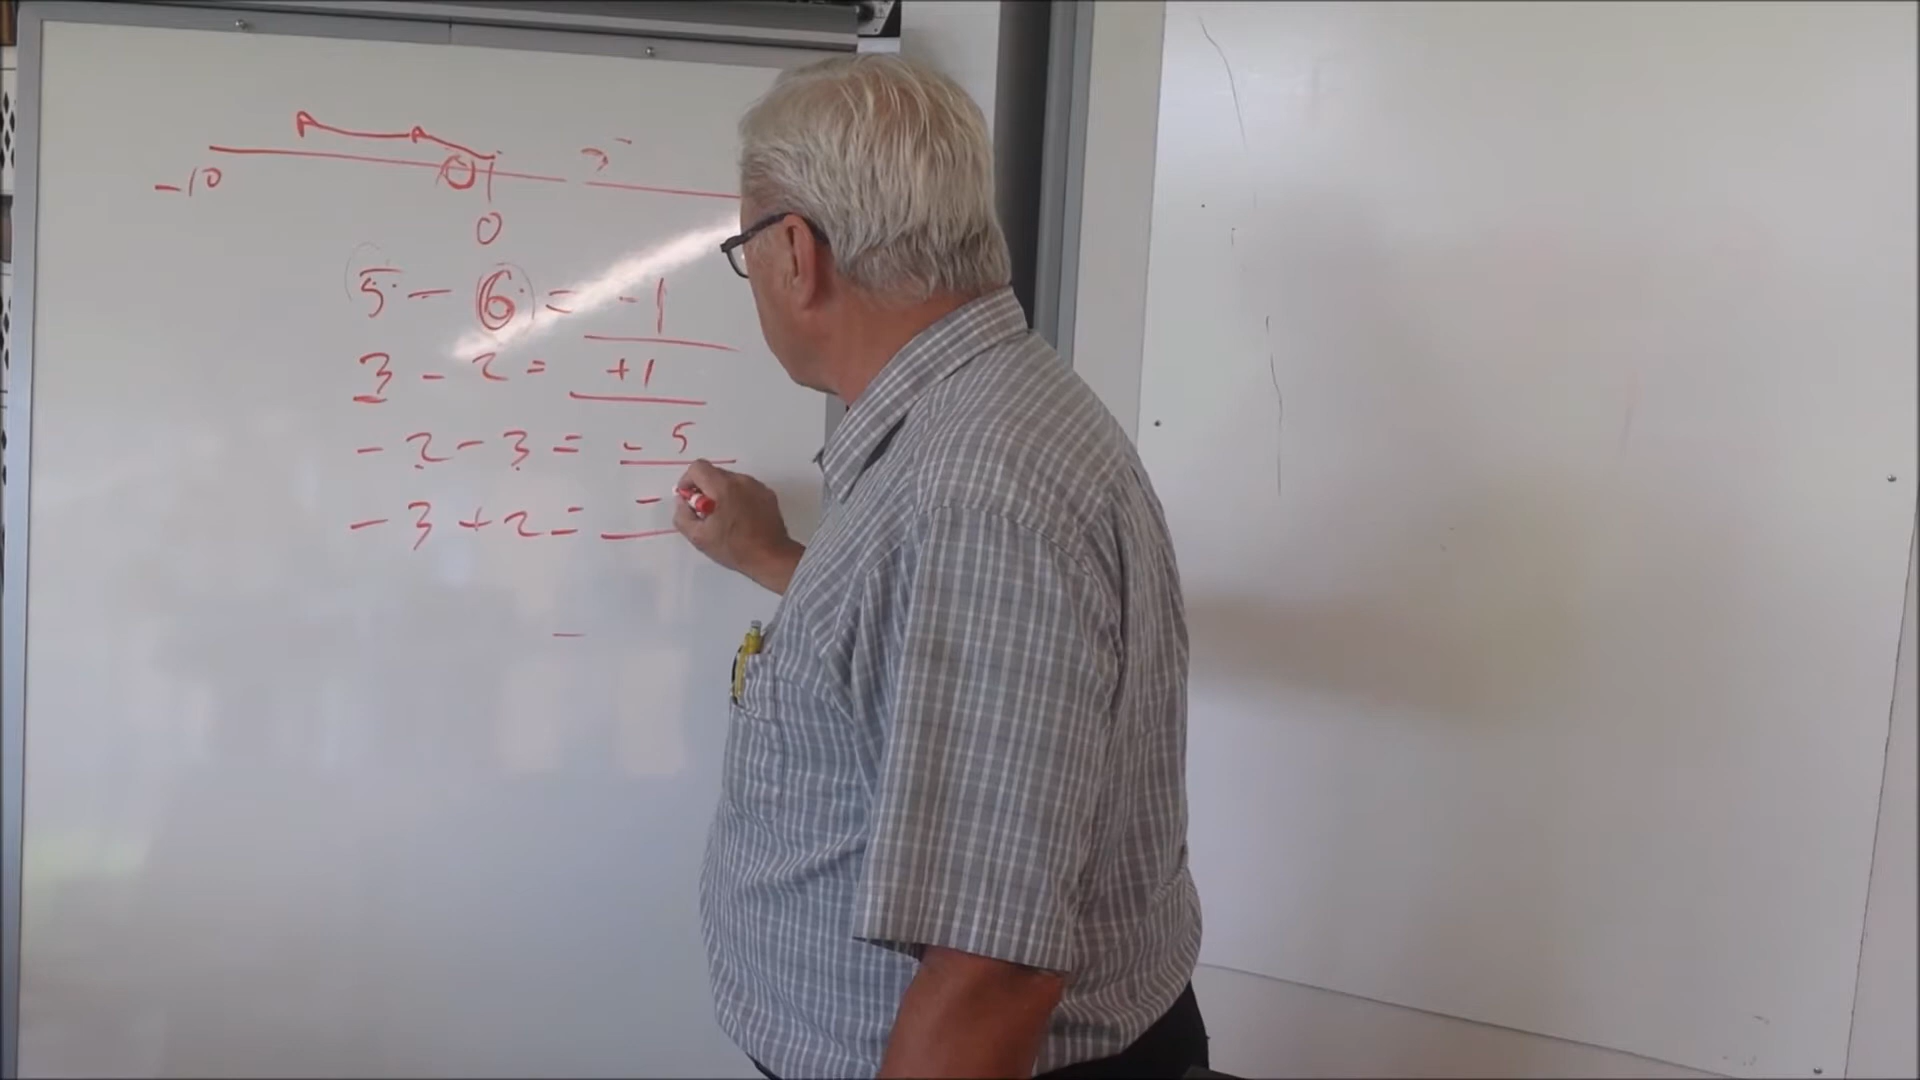 -10 0
5 - 6 = -1
3 - 2 = +1
- 2 - 3 = - 5
- 3 + 2 = -